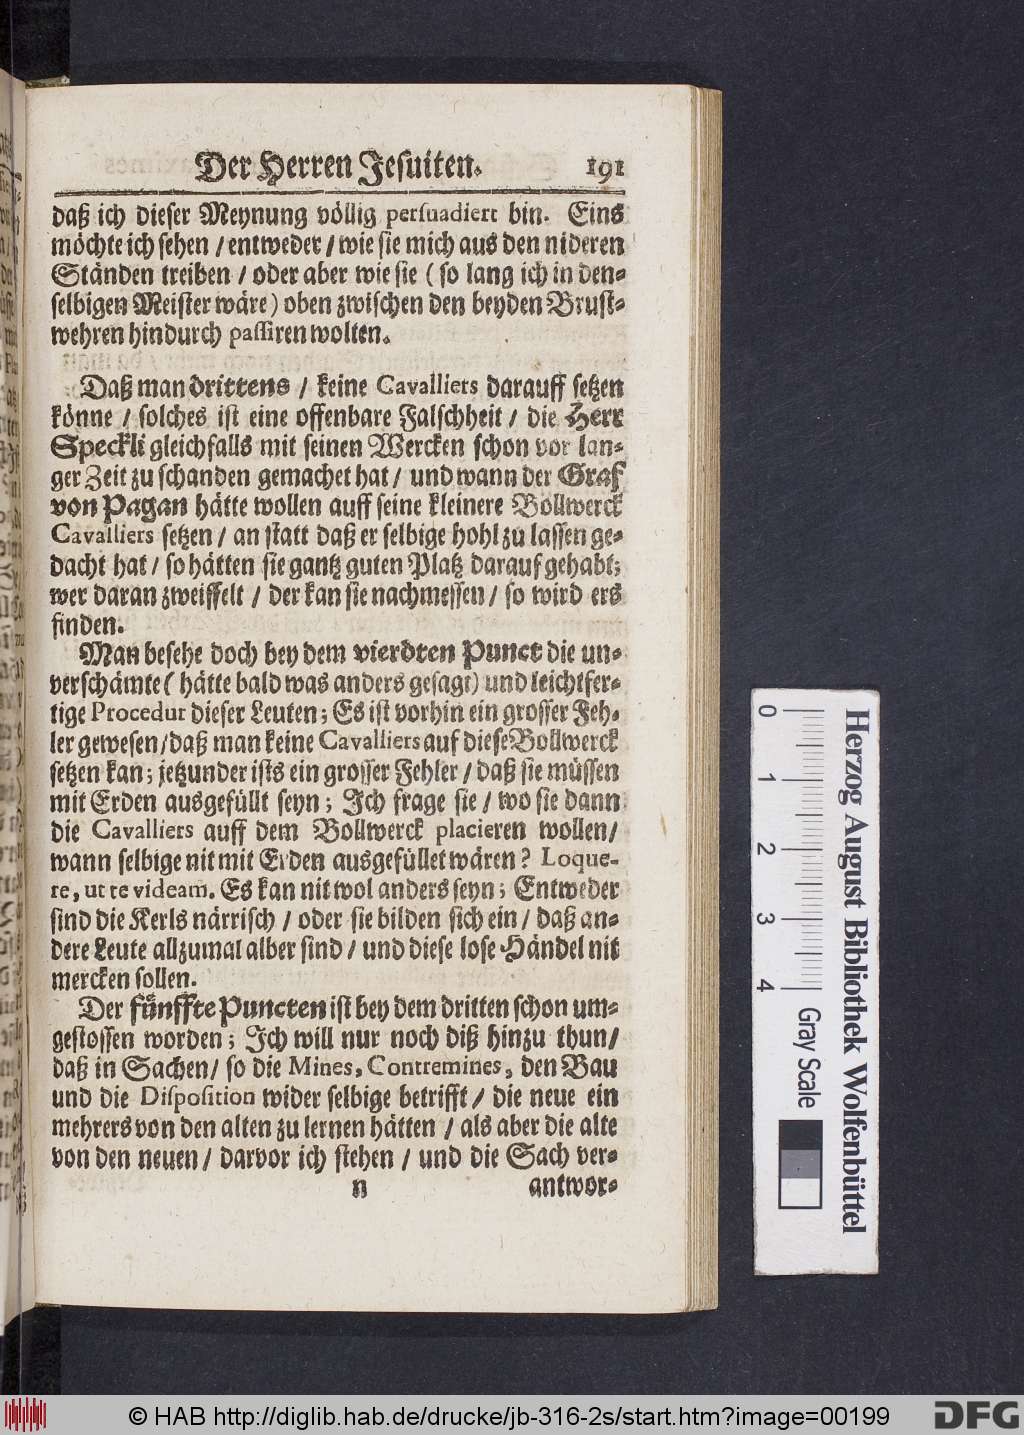 Der Herren Jeſuiten. 191
daß ich dieſer Meynung völlig perſuadiert bin. Eins
möchte ich ſehen / entweder / wie ſie mich aus den nideren
Ständen treiben / oder aber wie ſie ( ſo lang ich in den-
ſelbigen Meiſter wäre ) oben zwiſchen den beyden Bruſt-
wehren hindurch paſſiren wolten.
Daß man drittens / keine Cavalliers darauff ſetzen
könne / ſolches iſt eine offenbare Falſchheit / die Herr
Speckli gleichfalls mit ſeinen Wercken ſchon vor lan-
ger Zeit zu ſchanden gemachet hat / und wann der Graf
von Pagan hätte wollen auff ſeine kleinere Bollwerck
Cavalliers ſetzen / an ſtatt daß er ſelbige hohl zu laſſen ge-
dacht hat / ſo hätten ſie gantz guten Platz darauf gehabt;
wer daran zweiffelt / der kan ſie nachmeſſen / ſo wird ers
finden.
Man beſehe doch bey dem vierdten Punct die un-
verſchämte ( hätte bald was anders geſagt) und leichtfer-
tige Procedur dieſer Leuten; Es iſt vorhin ein groſſer Feh-
ler geweſen / daß man keine Cavalliers auf dieſe Bollwerck
ſetzen kan; jetzunder iſts ein groſſer Fehler / daß ſie müſſen
mit Erden ausgefüllt ſeyn; Ich frage ſie / wo ſie dann
die Cavalliers auff dem Bollwerck placieren wollen /
wann ſelbige nit mit Erden ausgefüllet wären? Loque-
re, ut te videam. Es kan nit wol anders ſeyn; Entweder
ſind die Kerls närriſch / oder ſie bilden ſich ein / daß an-
dere Leute allzumal alber ſind / und dieſe loſe Händel nit
mercken ſollen.
Der fünffte Puncten iſt bey dem dritten ſchon um-
geſtoſſen worden; Ich will nur noch diß hinzu thun /
daß in Sachen / ſo die Mines, Contremines, den Bau
und die Diſpoſition wider ſelbige betrifft / die neue ein
mehrers von den alten zu lernen hätten / als aber die alte
von den neuen / darvor ich ſtehen / und die Sach ver-
n antwor-
0 1 2 3 4
Gray Scale
Herzog August Bibliothek Wolfenbüttel
© HAB http://diglib.hab.de/drucke/jb-316-2s/start.htm?image=00199
DFG